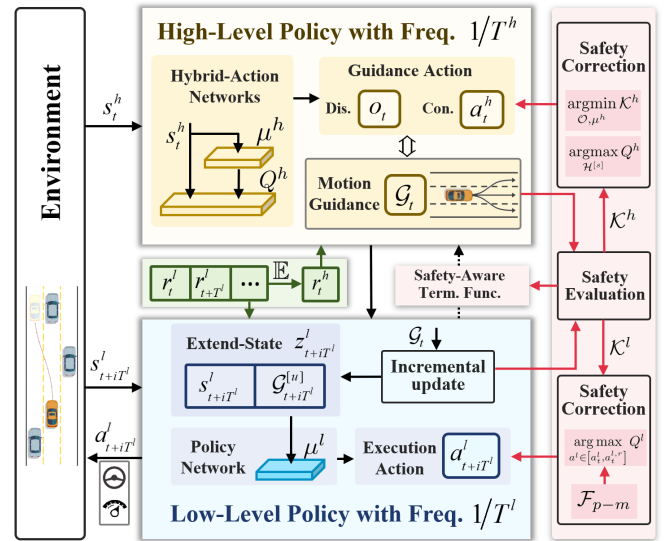 Environment
s_t^h
s_{t+iT^l}^l
a_{t+iT^l}^l
High-Level Policy with Freq. 1/T^h
Hybrid-Action
Networks
s_t^h
μ^h
Q^h
Guidance Action
Dis. o_t Con. a_t^h
Motion
Guidance
𝒢_t
r_t^l r_{t+T^l}^l ··· 𝔼 r_t^h
Safety-Aware
Term. Func.
Extend-State z_{t+iT^l}^l
s_{t+iT^l}^l 𝒢_{t+iT^l}^{[u]}
𝒢_t
Incremental
update
Policy
Network
μ^l
Execution
Action
a_{t+iT^l}^l
Low-Level Policy with Freq. 1/T^l
Safety
Correction
argmin 𝒦^h
𝒪,μ^h
argmax Q^h
ℋ^{[s]}
𝒦^h
Safety
Evaluation
𝒦^l
Safety
Correction
arg max Q^l
a^l∈[a_t^l,a_t^{l,r}]
ℱ_{p−m}